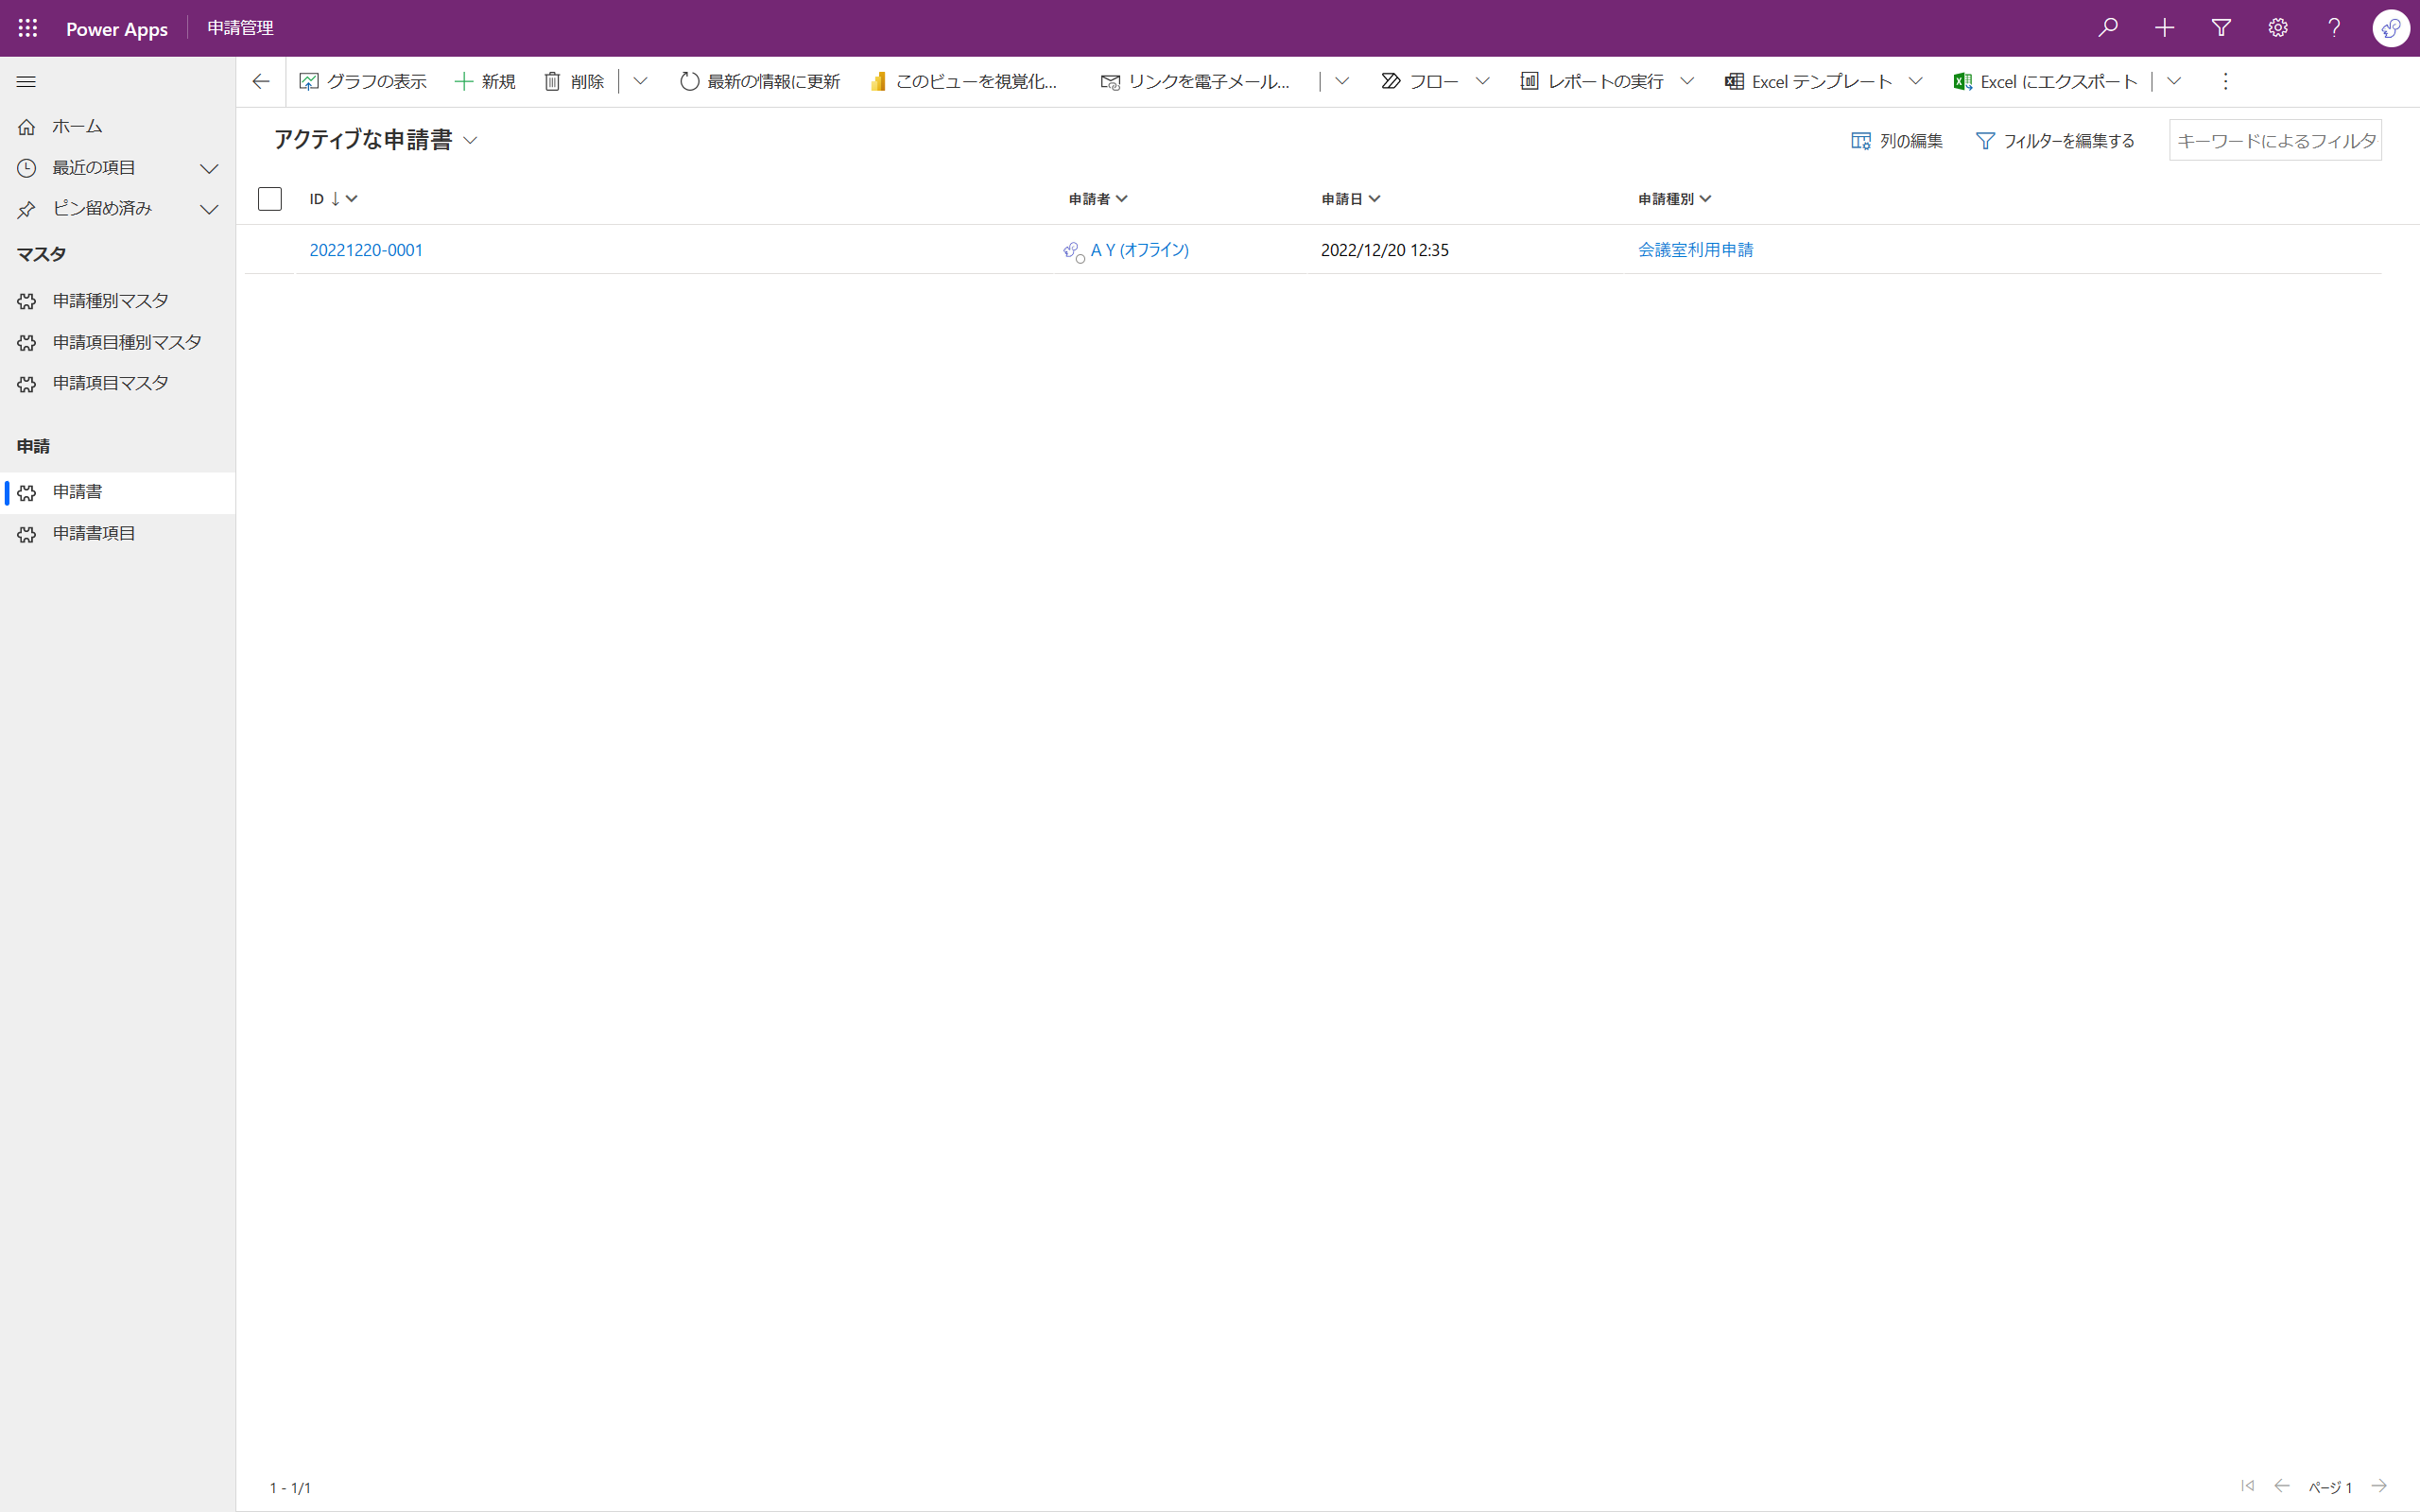 Power Apps 申請管理
グラフの表示 新規 削除 最新の情報に更新 このビューを視覚化... リンクを電子メール... フロー レポートの実行 Excel テンプレート Excel にエクスポート
ホーム
最近の項目
ピン留め済み
マスタ
申請種別マスタ
申請項目種別マスタ
申請項目マスタ
申請
申請書
申請書項目
アクティブな申請書 列の編集 フィルターを編集する キーワードによるフィルタ
ID 申請者 申請日 申請種別
20221220-0001 A Y (オフライン) 2022/12/20 12:35 会議室利用申請
1 - 1/1 ページ 1